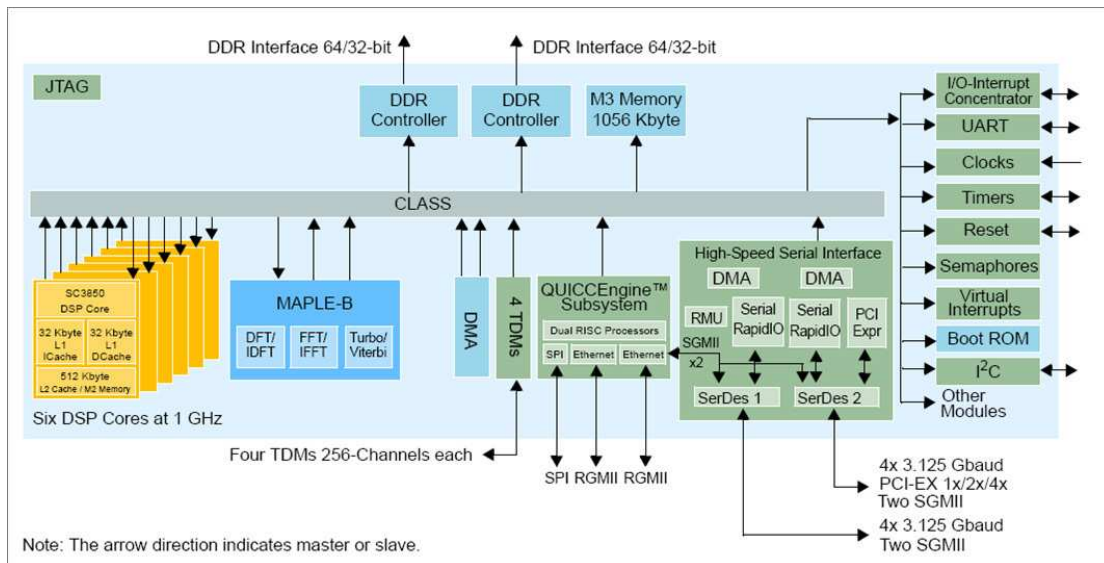 DDR Interface 64/32-bit
DDR Interface 64/32-bit
JTAG
DDR
Controller
DDR
Controller
M3 Memory
1056 Kbyte
I/O-Interrupt
Concentrator
UART
Clocks
Timers
Reset
Semaphores
Virtual
Interrupts
Boot ROM
I²C
Other
Modules
CLASS
SC3850
DSP Core
32 Kbyte
L1
ICache
32 Kbyte
L1
DCache
512 Kbyte
L2 Cache / M2 Memory
Six DSP Cores at 1 GHz
MAPLE-B
DFT/
IDFT
FFT/
IFFT
Turbo/
Viterbi
DMA
4 TDMs
QUICCEngine™
Subsystem
Dual RISC Processors
SPI
Ethernet
Ethernet
High-Speed Serial Interface
DMA
DMA
RMU
Serial
RapidIO
Serial
RapidIO
PCI
Expr
SGMII
x2
SerDes 1
SerDes 2
Four TDMs 256-Channels each
SPI
RGMII
RGMII
4x 3.125 Gbaud
PCI-EX 1x/2x/4x
Two SGMII
4x 3.125 Gbaud
Two SGMII
Note: The arrow direction indicates master or slave.